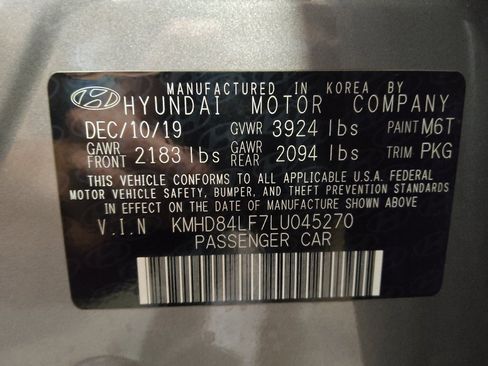 MANUFACTURED IN KOREA BY
HYUNDAI MOTOR COMPANY
DEC/10/19 GVWR 3924 lbs PAINT M6T
GAWR FRONT 2183 lbs GAWR REAR 2094 lbs TRIM PKG
THIS VEHICLE CONFORMS TO ALL APPLICABLE U.S.A. FEDERAL
MOTOR VEHICLE SAFETY, BUMPER, AND THEFT PREVENTION STANDARDS
IN EFFECT ON THE DATE OF MANUFACTURE SHOWN ABOVE.
V.I.N KMHD84LF7LU045270
PASSENGER CAR